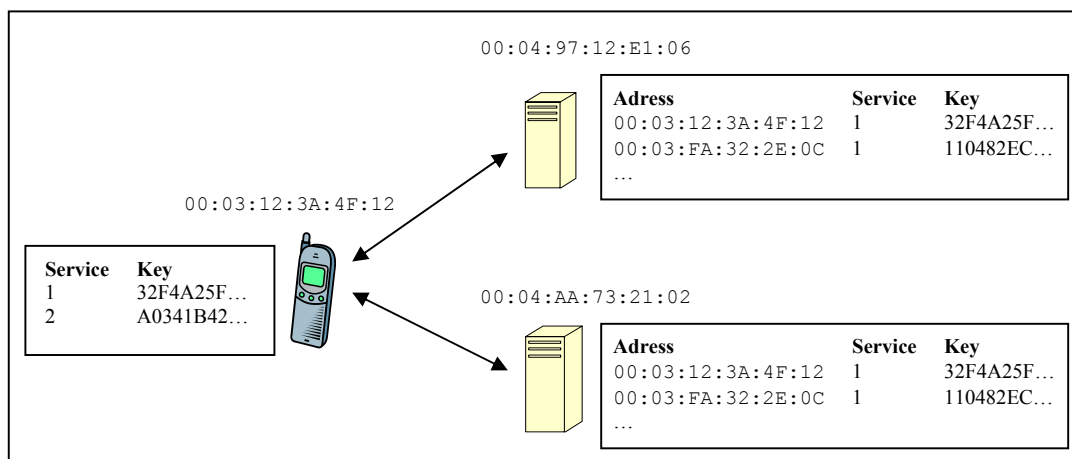 00:04:97:12:E1:06
Adress Service Key
00:03:12:3A:4F:12 1 32F4A25F…
00:03:FA:32:2E:0C 1 110482EC…
…
00:03:12:3A:4F:12
Service Key
1 32F4A25F…
2 A0341B42…
00:04:AA:73:21:02
Adress Service Key
00:03:12:3A:4F:12 1 32F4A25F…
00:03:FA:32:2E:0C 1 110482EC…
…